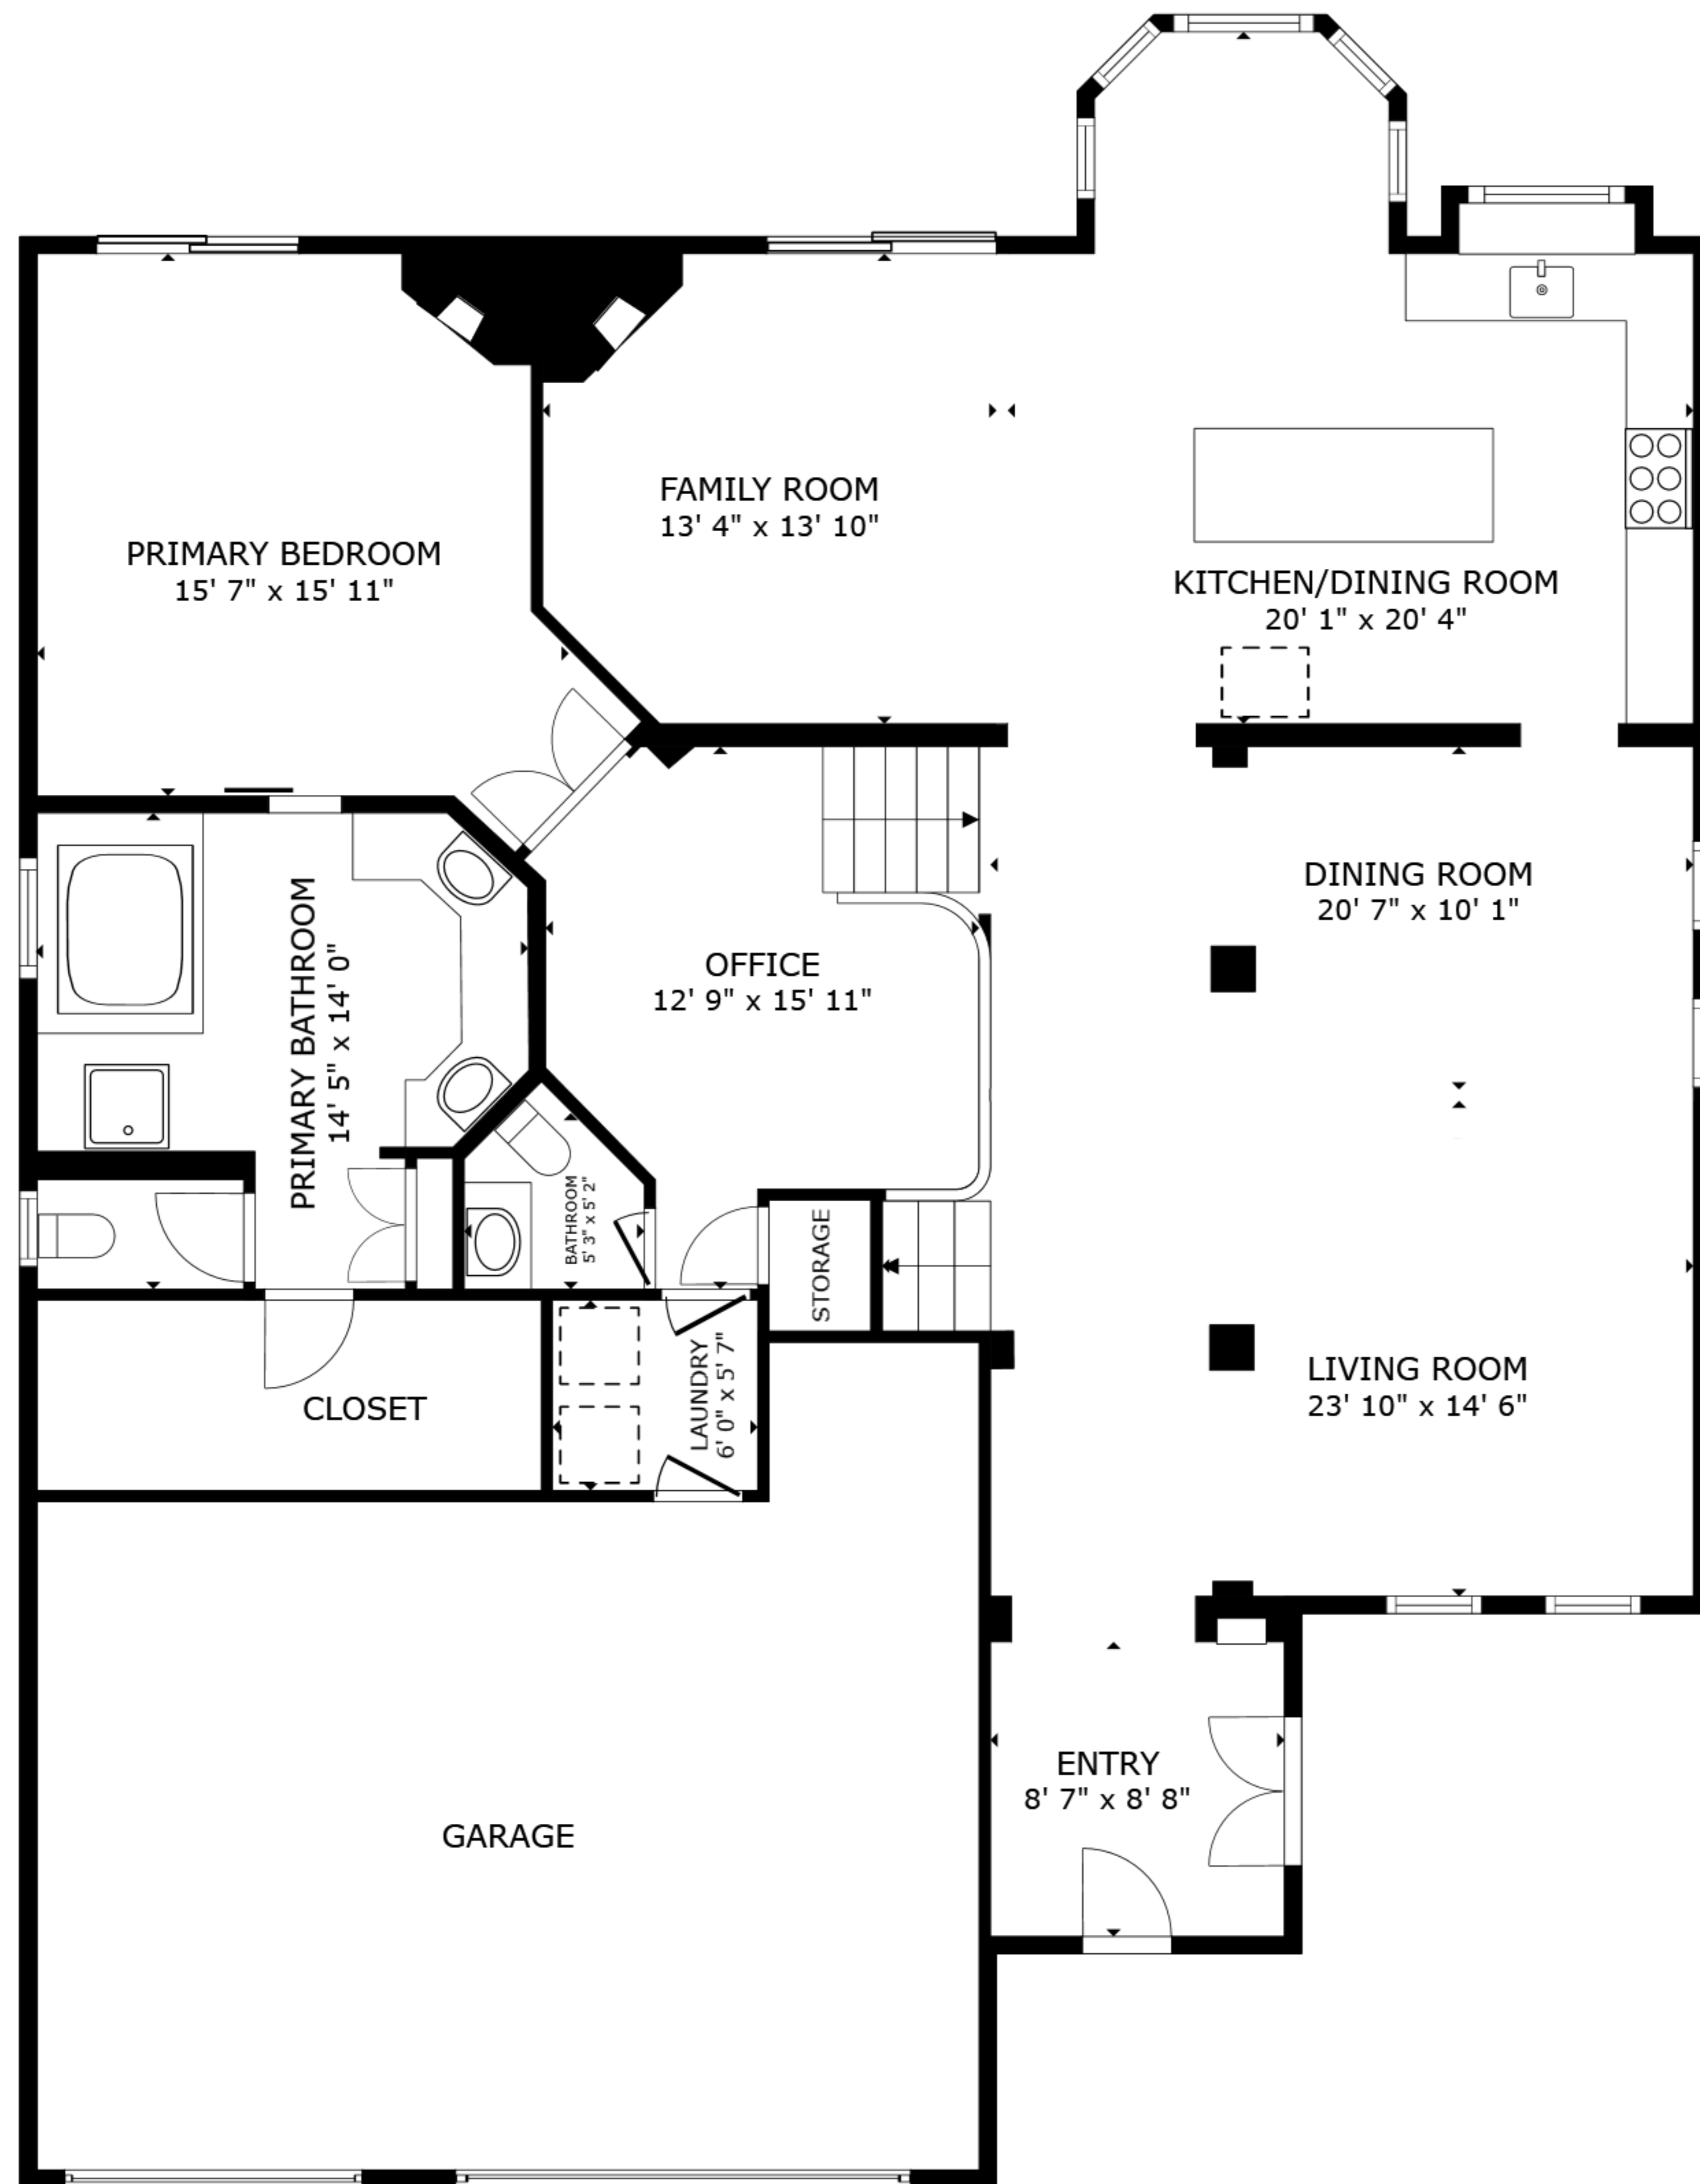 FAMILY ROOM
13' 4" x 13' 10"
PRIMARY BEDROOM
15' 7" x 15' 11"
KITCHEN/DINING ROOM
20' 1" x 20' 4"
DINING ROOM
20' 7" x 10' 1"
PRIMARY BATHROOM
14' 5" x 14' 0"
OFFICE
12' 9" x 15' 11"
BATHROOM
5' 3" x 5' 2"
STORAGE
LAUNDRY
6' 0" x 5' 7"
CLOSET
LIVING ROOM
23' 10" x 14' 6"
ENTRY
8' 7" x 8' 8"
GARAGE